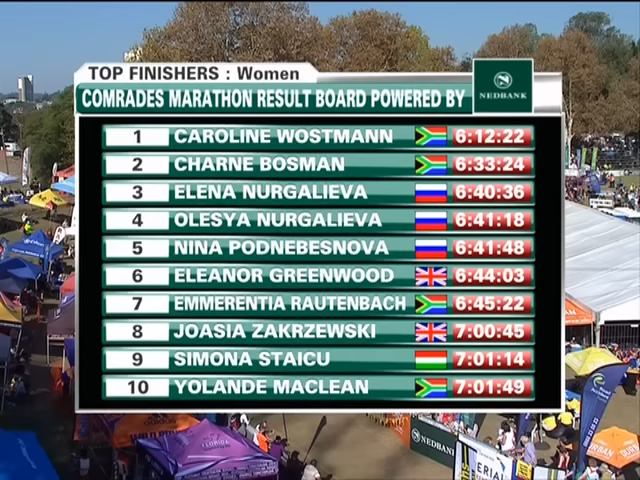 TOP FINISHERS : Women
COMRADES MARATHON RESULT BOARD POWERED BY
NEDBANK
1 CAROLINE WOSTMANN 6:12:22
2 CHARNE BOSMAN 6:33:24
3 ELENA NURGALIEVA 6:40:36
4 OLESYA NURGALIEVA 6:41:18
5 NINA PODNEBESNOVA 6:41:48
6 ELEANOR GREENWOOD 6:44:03
7 EMMERENTIA RAUTENBACH 6:45:22
8 JOASIA ZAKRZEWSKI 7:00:45
9 SIMONA STAICU 7:01:14
10 YOLANDE MACLEAN 7:01:49
FLORIDA
NEDBANK